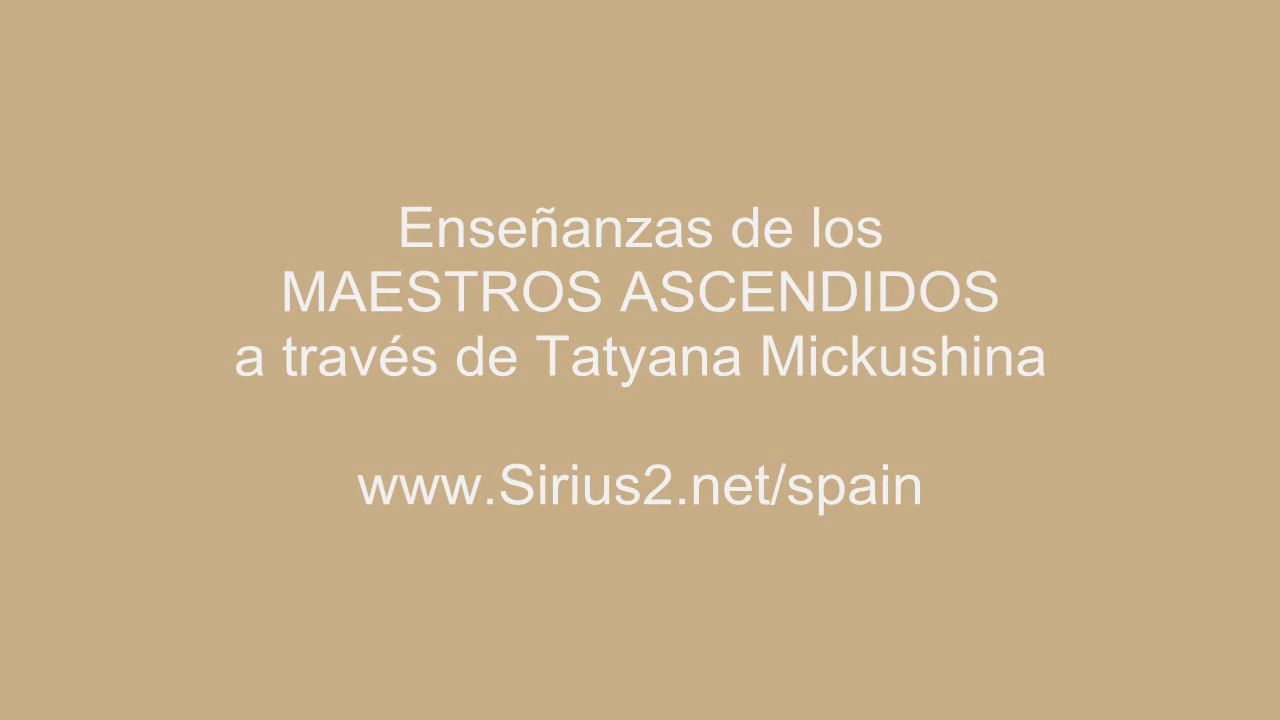 Enseñanzas de los
MAESTROS ASCENDIDOS
a través de Tatyana Mickushina
www.Sirius2.net/spain